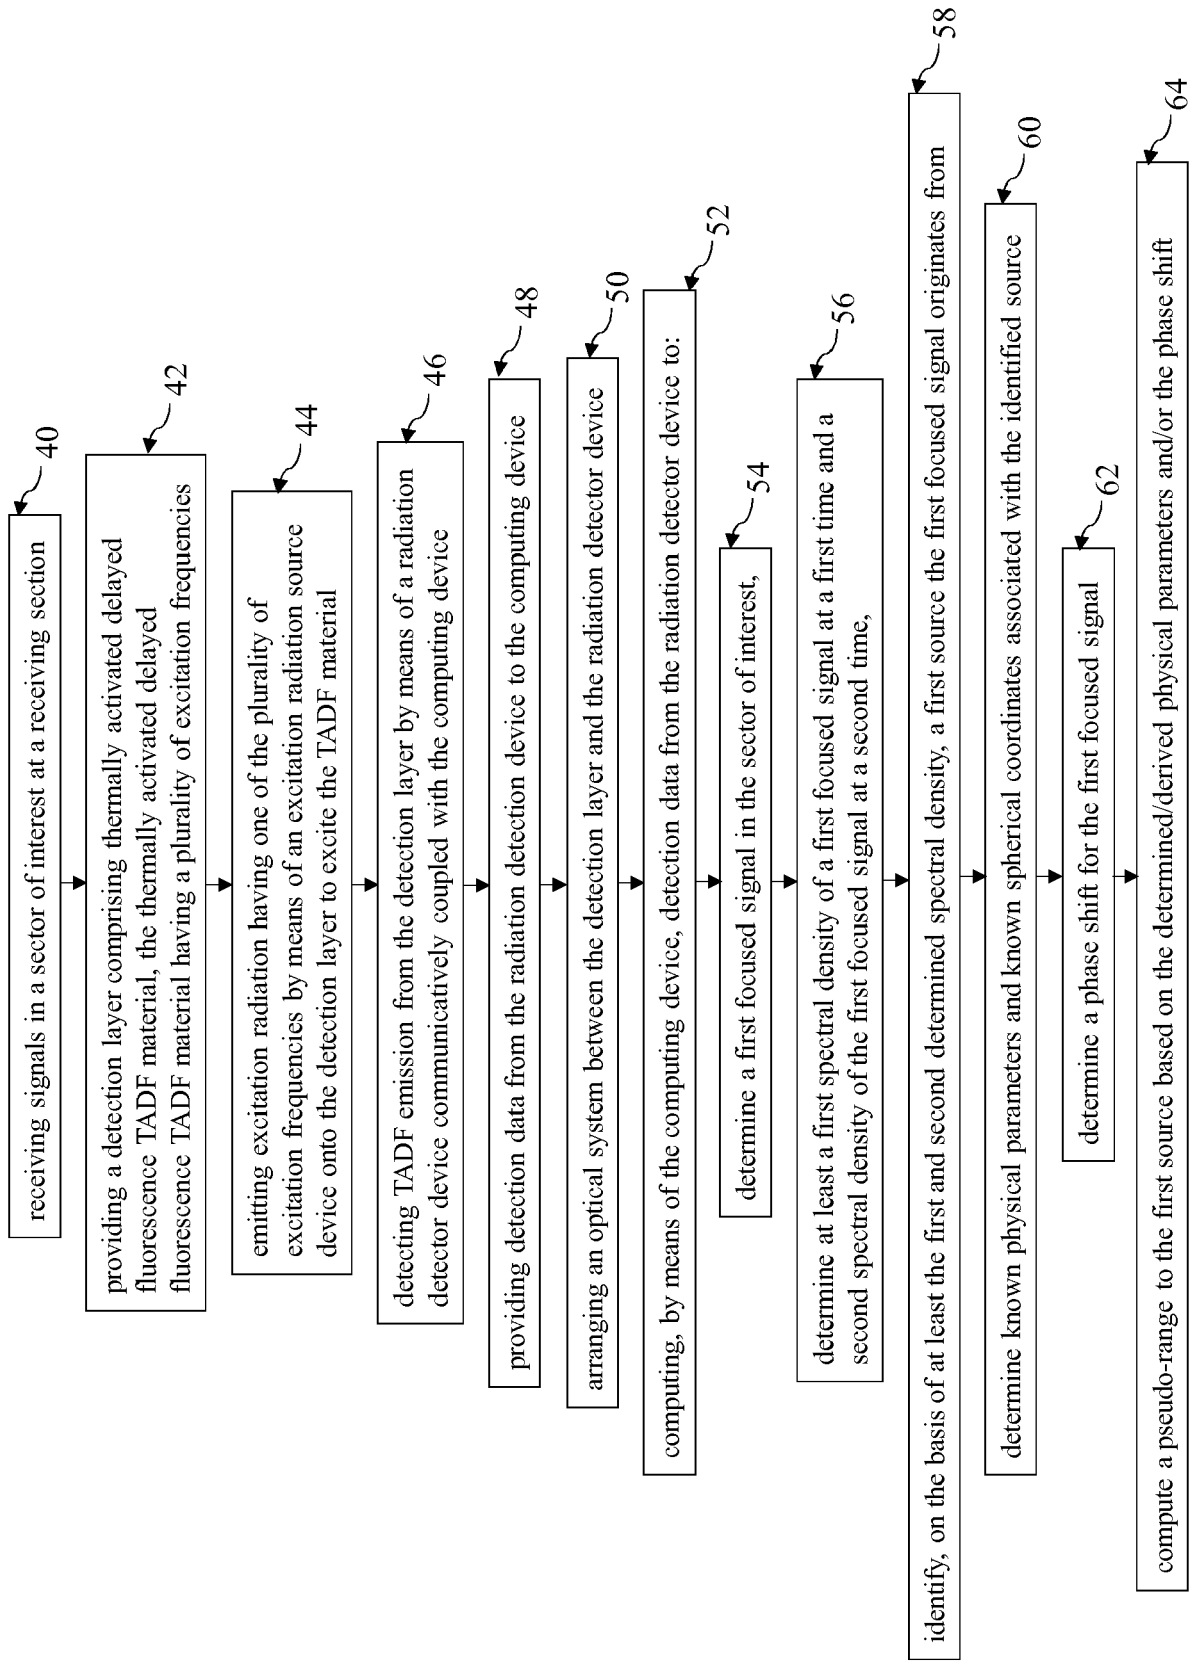 receiving signals in a sector of interest at a receiving section
40
providing a detection layer comprising thermally activated delayed
fluorescence TADF material, the thermally activated delayed
fluorescence TADF material having a plurality of excitation frequencies
42
emitting excitation radiation having one of the plurality of
excitation frequencies by means of an excitation radiation source
device onto the detection layer to excite the TADF material
44
detecting TADF emission from the detection layer by means of a radiation
detector device communicatively coupled with the computing device
46
providing detection data from the radiation detection device to the computing device
48
arranging an optical system between the detection layer and the radiation detector device
50
computing, by means of the computing device, detection data from the radiation detector device to:
52
determine a first focused signal in the sector of interest,
54
determine at least a first spectral density of a first focused signal at a first time and a
second spectral density of the first focused signal at a second time,
56
identify, on the basis of at least the first and second determined spectral density, a first source the first focused signal originates from
58
determine known physical parameters and known spherical coordinates associated with the identified source
60
determine a phase shift for the first focused signal
62
compute a pseudo-range to the first source based on the determined/derived physical parameters and/or the phase shift
64